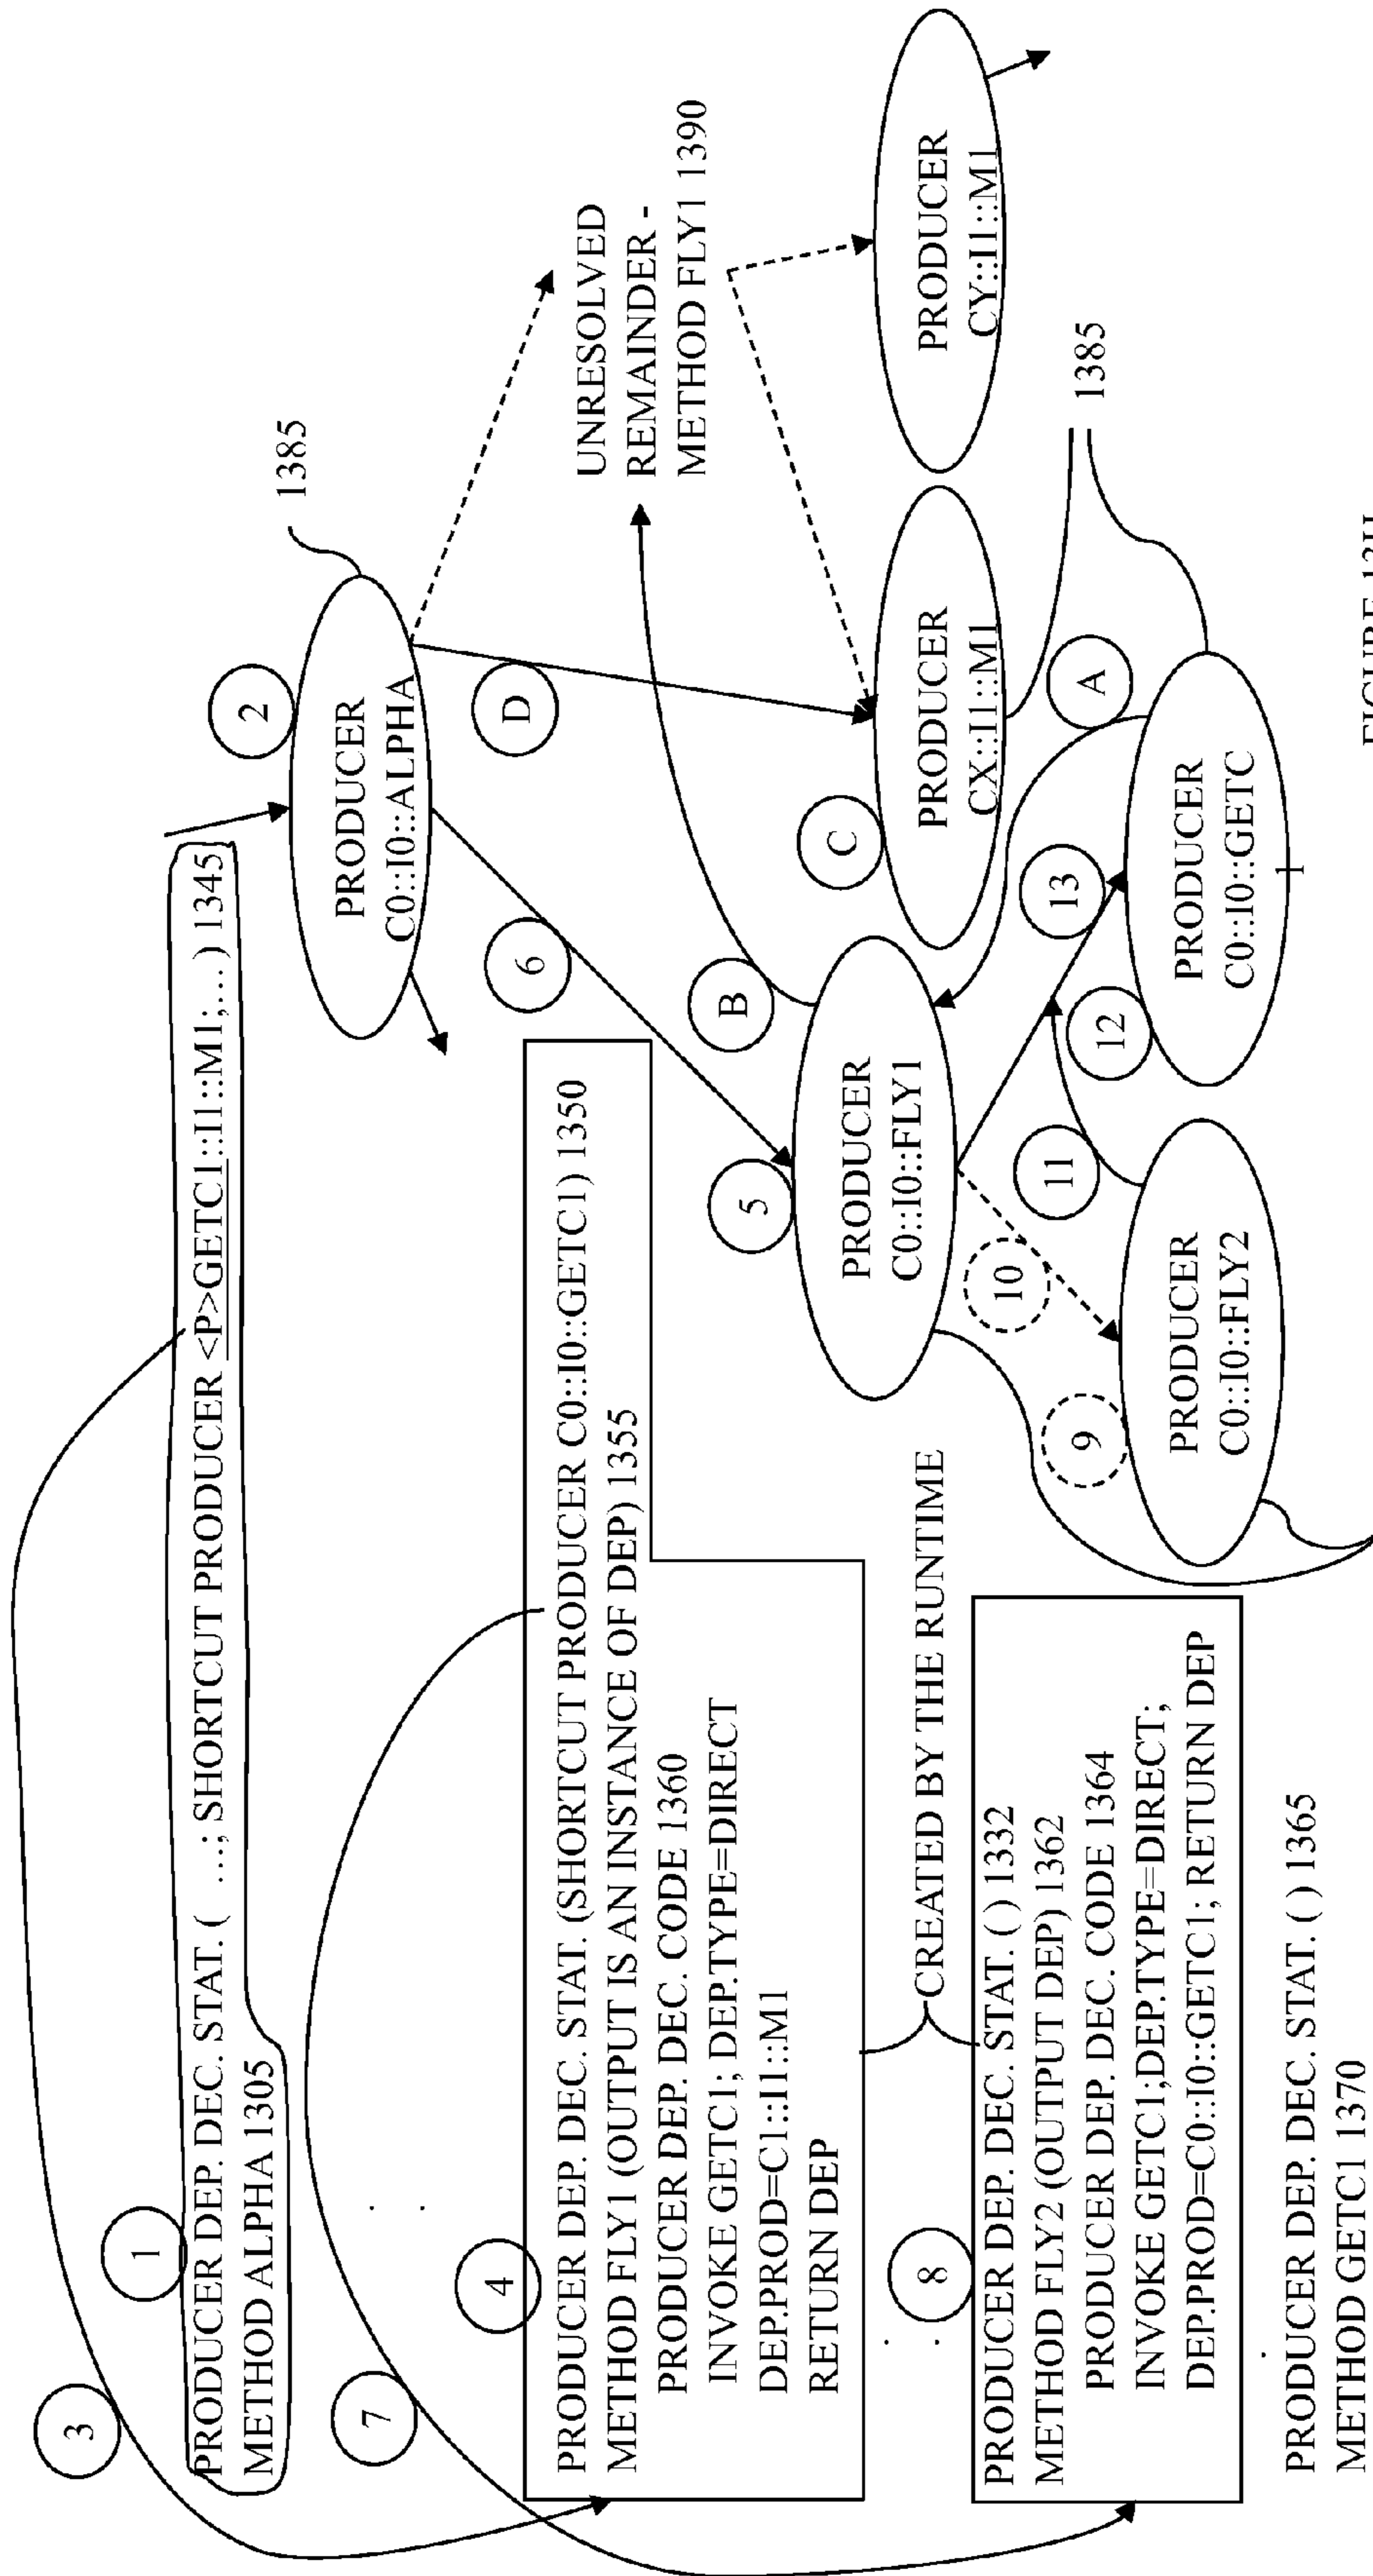 3
1
PRODUCER DEP. DEC. STAT. ( …; SHORTCUT PRODUCER <P>GETC1::I1::M1;…) 1345
METHOD ALPHA 1305
2
PRODUCER
C0::I0::ALPHA
1385
7
4
PRODUCER DEP. DEC. STAT. (SHORTCUT PRODUCER C0::I0::GETC1) 1350
METHOD FLY1 (OUTPUT IS AN INSTANCE OF DEP) 1355
PRODUCER DEP. DEC. CODE 1360
INVOKE GETC1; DEP.TYPE=DIRECT
DEP.PROD=C1::I1::M1
RETURN DEP
6
D
UNRESOLVED
REMAINDER -
METHOD FLY1 1390
5
B
C
PRODUCER
C0::I0::FLY1
PRODUCER
CX::I1::M1
PRODUCER
CY::I1::M1
CREATED BY THE RUNTIME
8
PRODUCER DEP. DEC. STAT. ( ) 1332
METHOD FLY2 (OUTPUT DEP) 1362
PRODUCER DEP. DEC. CODE 1364
INVOKE GETC1;DEP.TYPE=DIRECT;
DEP.PROD=C0::I0::GETC1; RETURN DEP
9
10
11
12
13
A
1385
PRODUCER
C0::I0::FLY2
PRODUCER
C0::I0::GETC
1
PRODUCER DEP. DEC. STAT. ( ) 1365
METHOD GETC1 1370